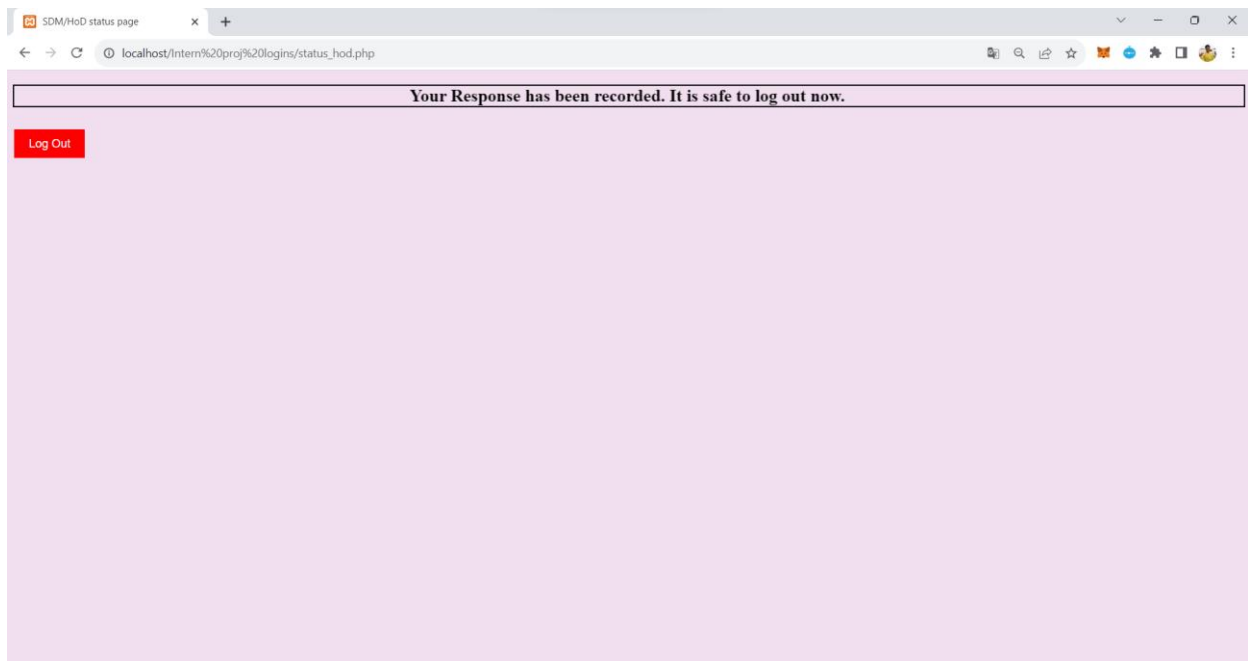 SDM/HoD status page
localhost/Intern%20proj%20logins/status_hod.php
Your Response has been recorded. It is safe to log out now.
Log Out